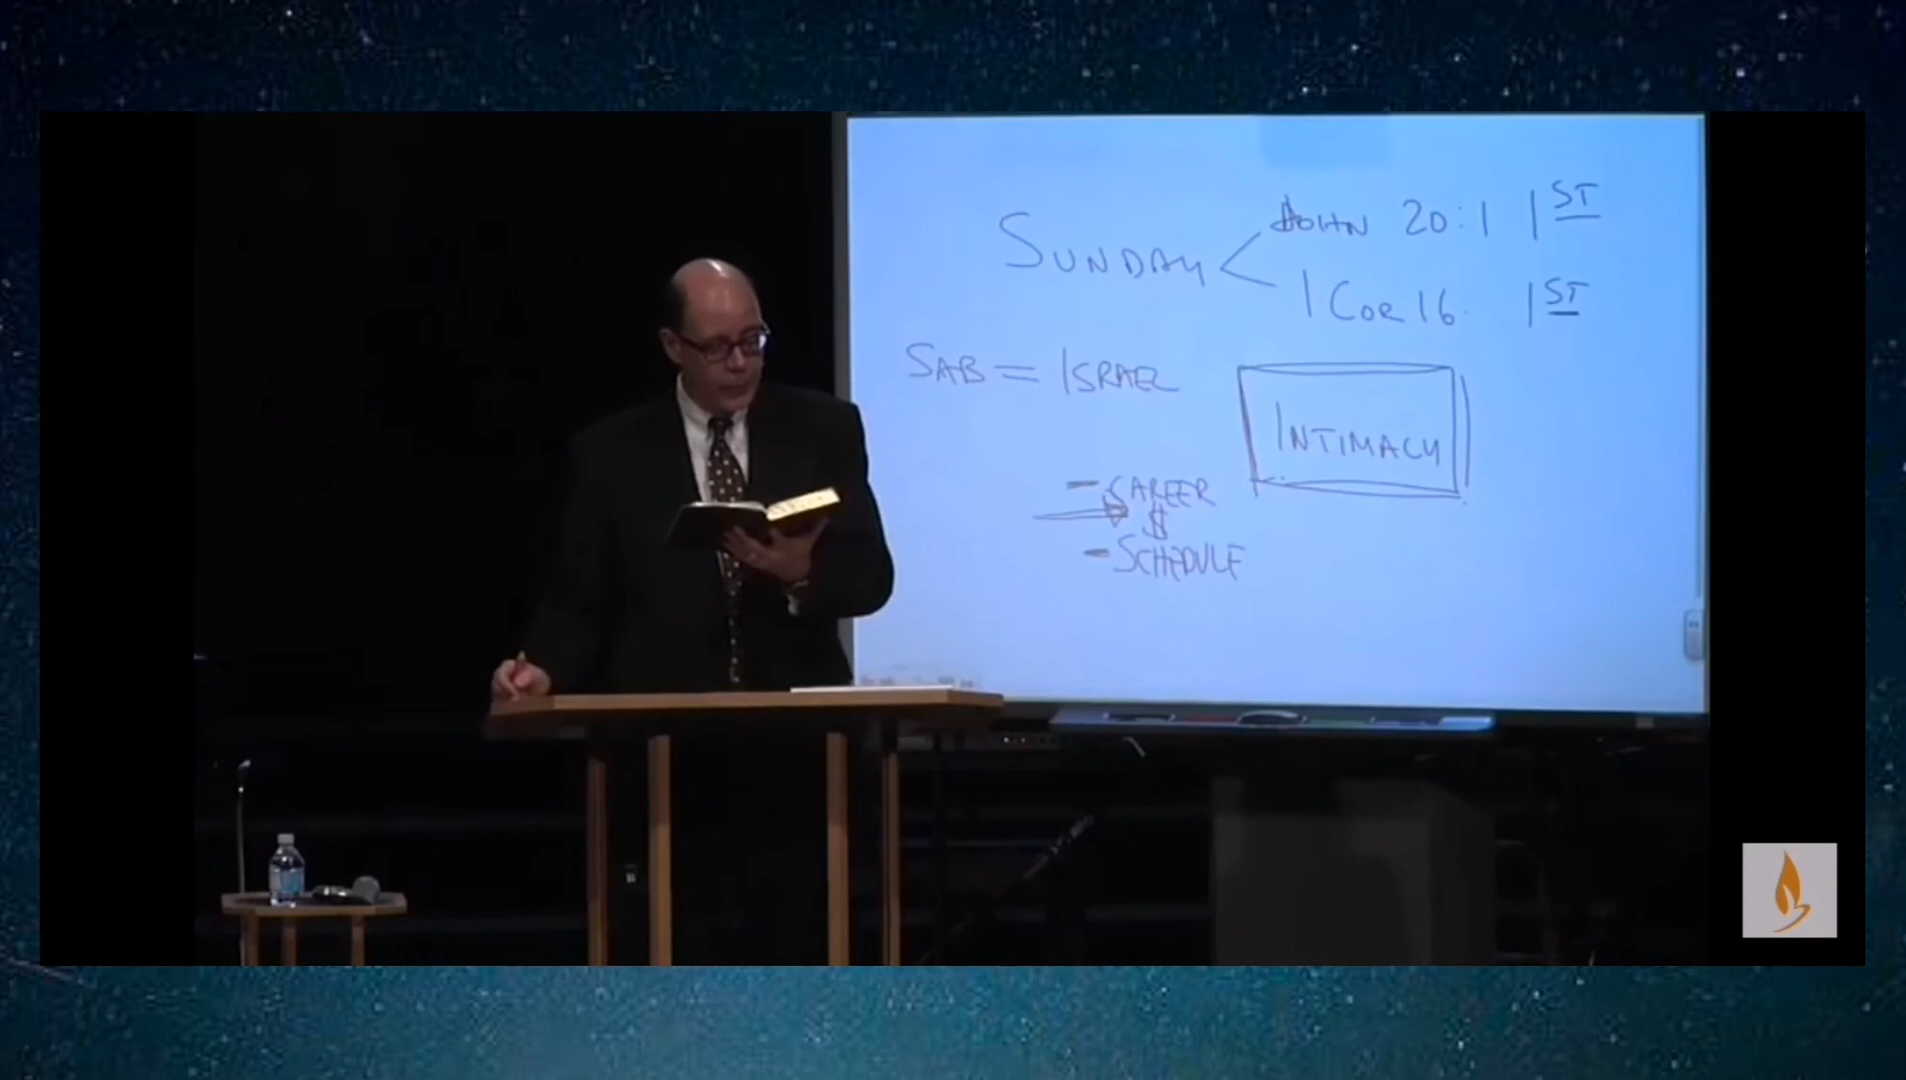 SUNDAY < JOHN 20:1 1ST
1 COR 16. 1ST
SAB = ISRAEL
INTIMACY
- CAREER
$
- SCHEDULE